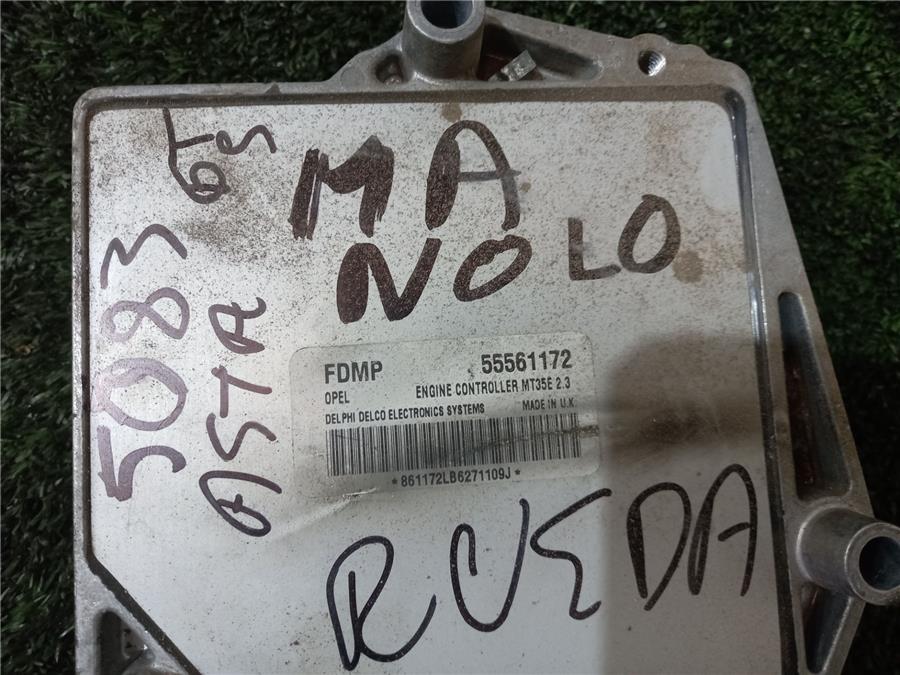 MA
NOLO
5083
ASTRA
FDMP 55561172
OPEL ENGINE CONTROLLER MT35E 2.3
DELPHI DELCO ELECTRONICS SYSTEMS MADE IN U.K
*861172LB6271109J*
RUEDA